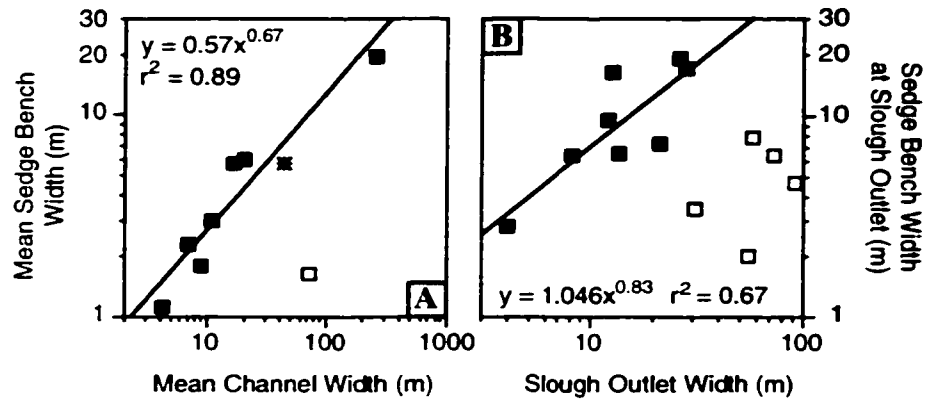 30
20
10
1
Mean Sedge Bench
Width (m)
y = 0.57x^0.67
r² = 0.89
A
10
100
1000
Mean Channel Width (m)
B
y = 1.046x^0.83 r² = 0.67
10
100
Slough Outlet Width (m)
30
20
10
1
Sedge Bench Width
at Slough Outlet (m)